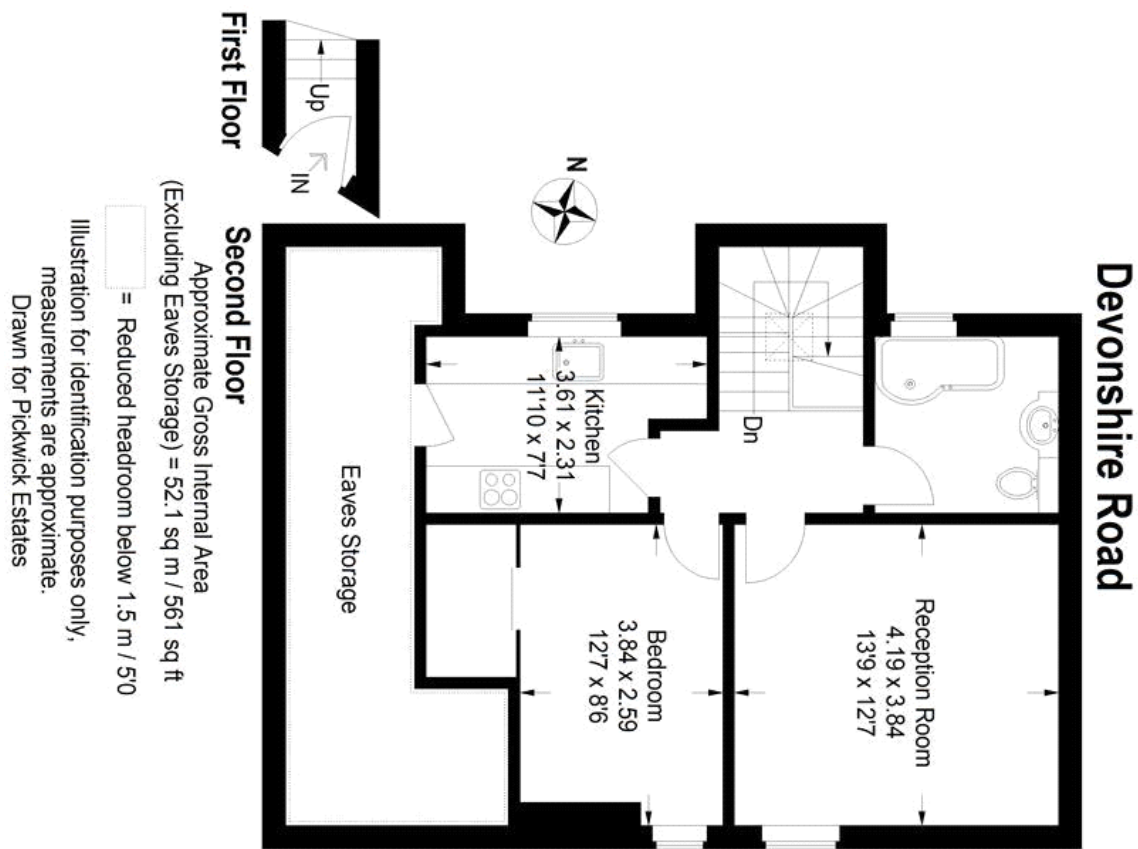 Devonshire Road
Reception Room
4.19 x 3.84
13'9 x 12'7
Dn
Bedroom
3.84 x 2.59
12'7 x 8'6
Kitchen
3.61 x 2.31
11'10 x 7'7
N
Eaves Storage
Up
IN
First Floor
Second Floor
Approximate Gross Internal Area
(Excluding Eaves Storage) = 52.1 sq m / 561 sq ft
= Reduced headroom below 1.5 m / 5'0
Illustration for identification purposes only,
measurements are approximate.
Drawn for Pickwick Estates